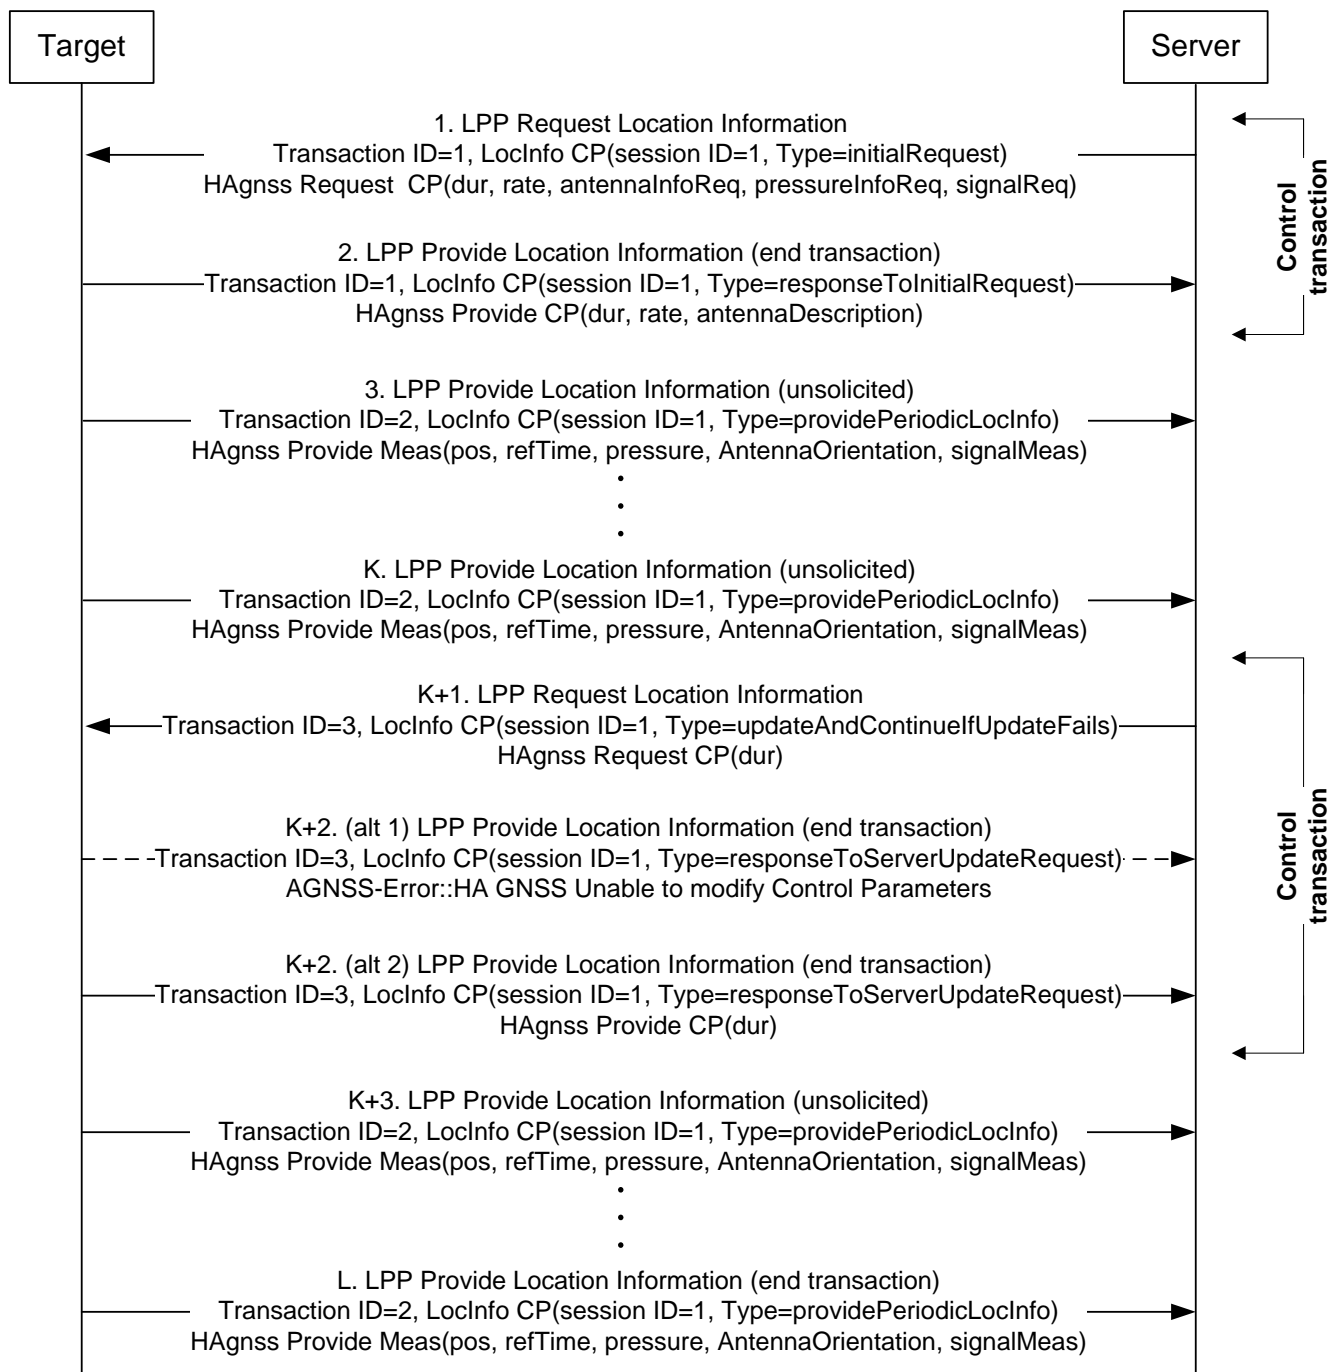 Target
Server
1. LPP Request Location Information
Transaction ID=1, LocInfo CP(session ID=1, Type=initialRequest)
HAgnss Request  CP(dur, rate, antennaInfoReq, pressureInfoReq, signalReq)
Control
transaction
2. LPP Provide Location Information (end transaction)
Transaction ID=1, LocInfo CP(session ID=1, Type=responseToInitialRequest)
HAgnss Provide CP(dur, rate, antennaDescription)
3. LPP Provide Location Information (unsolicited)
Transaction ID=2, LocInfo CP(session ID=1, Type=providePeriodicLocInfo)
HAgnss Provide Meas(pos, refTime, pressure, AntennaOrientation, signalMeas)
.
.
.
K. LPP Provide Location Information (unsolicited)
Transaction ID=2, LocInfo CP(session ID=1, Type=providePeriodicLocInfo)
HAgnss Provide Meas(pos, refTime, pressure, AntennaOrientation, signalMeas)
K+1. LPP Request Location Information
Transaction ID=3, LocInfo CP(session ID=1, Type=updateAndContinueIfUpdateFails)
HAgnss Request CP(dur)
K+2. (alt 1) LPP Provide Location Information (end transaction)
Transaction ID=3, LocInfo CP(session ID=1, Type=responseToServerUpdateRequest)
AGNSS-Error::HA GNSS Unable to modify Control Parameters
Control
transaction
K+2. (alt 2) LPP Provide Location Information (end transaction)
Transaction ID=3, LocInfo CP(session ID=1, Type=responseToServerUpdateRequest)
HAgnss Provide CP(dur)
K+3. LPP Provide Location Information (unsolicited)
Transaction ID=2, LocInfo CP(session ID=1, Type=providePeriodicLocInfo)
HAgnss Provide Meas(pos, refTime, pressure, AntennaOrientation, signalMeas)
.
.
.
L. LPP Provide Location Information (end transaction)
Transaction ID=2, LocInfo CP(session ID=1, Type=providePeriodicLocInfo)
HAgnss Provide Meas(pos, refTime, pressure, AntennaOrientation, signalMeas)